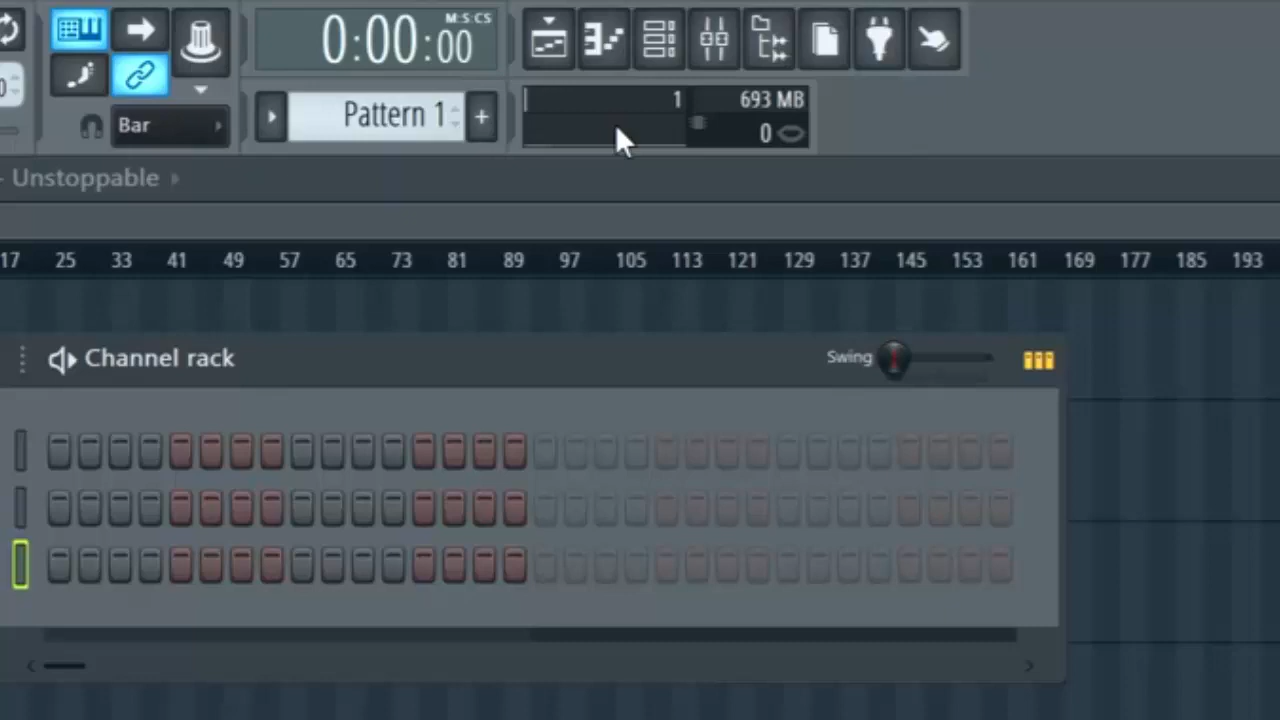 M:S:CS
0:00:00
0
Bar
Pattern 1
+
1
693 MB
0
- Unstoppable
17 25 33 41 49 57 65 73 81 89 97 105 113 121 129 137 145 153 161 169 177 185 193
Channel rack
Swing